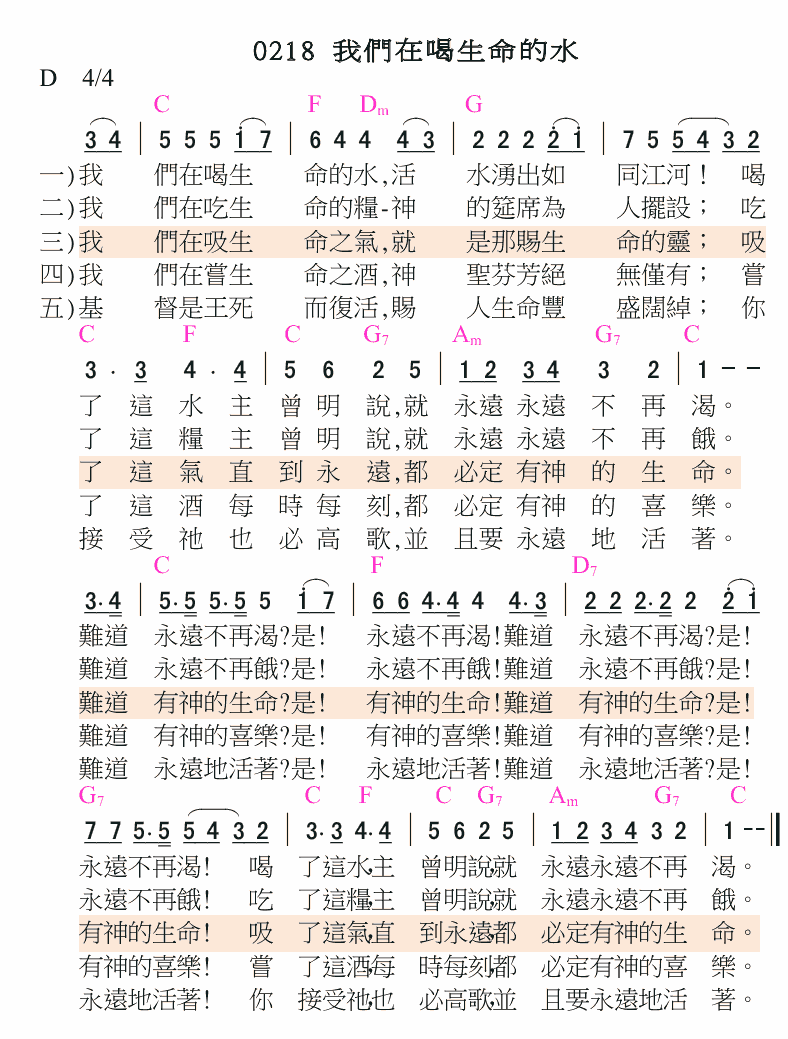 0218 我們在喝生命的水
D 4/4
C F Dm G
3 4 | 5 5 5 i 7 | 6 4 4 4 3 | 2 2 2 2̇ i | 7 5 5 4 3 2
一)我 們在喝生 命的水,活 水湧出如 同江河！ 喝
二)我 們在吃生 命的糧-神 的筵席為 人擺設； 吃
三)我 們在吸生 命之氣,就 是那賜生 命的靈； 吸
四)我 們在嘗生 命之酒,神 聖芬芳絕 無僅有； 嘗
五)基 督是王死 而復活,賜 人生命豐 盛闊綽； 你
C F C G7 Am G7 C
3 . 3 4 . 4 | 5 6 2 5 | 1 2 3 4 3 2 | 1 - -
了 這 水 主 曾 明 說,就 永遠 永遠 不 再 渴。
了 這 糧 主 曾 明 說,就 永遠 永遠 不 再 餓。
了 這 氣 直 到 永 遠,都 必定 有神 的 生 命。
了 這 酒 每 時 每 刻,都 必定 有神 的 喜 樂。
接 受 祂 也 必 高 歌,並 且要 永遠 地 活 著。
C F D7
3. 4 | 5. 5 5. 5 5 i 7 | 6 6 4. 4 4 4. 3 | 2 2 2. 2 2 2̇ i
難道 永遠不再渴?是! 永遠不再渴!難道 永遠不再渴?是!
難道 永遠不再餓?是! 永遠不再餓!難道 永遠不再餓?是!
難道 有神的生命?是! 有神的生命!難道 有神的生命?是!
難道 有神的喜樂?是! 有神的喜樂!難道 有神的喜樂?是!
難道 永遠地活著?是! 永遠地活著!難道 永遠地活著?是!
G7 C F C G7 Am G7 C
7 7 5. 5 5 4 3 2 | 3. 3 4. 4 | 5 6 2 5 | 1 2 3 4 3 2 | 1 --
永遠不再渴! 喝 了這水,主 曾明說,就 永遠永遠不再 渴。
永遠不再餓! 吃 了這糧,主 曾明說,就 永遠永遠不再 餓。
有神的生命! 吸 了這氣,直 到永遠,都 必定有神的生 命。
有神的喜樂! 嘗 了這酒,每 時每刻,都 必定有神的喜 樂。
永遠地活著! 你 接受祂,也 必高歌,並 且要永遠地活 著。